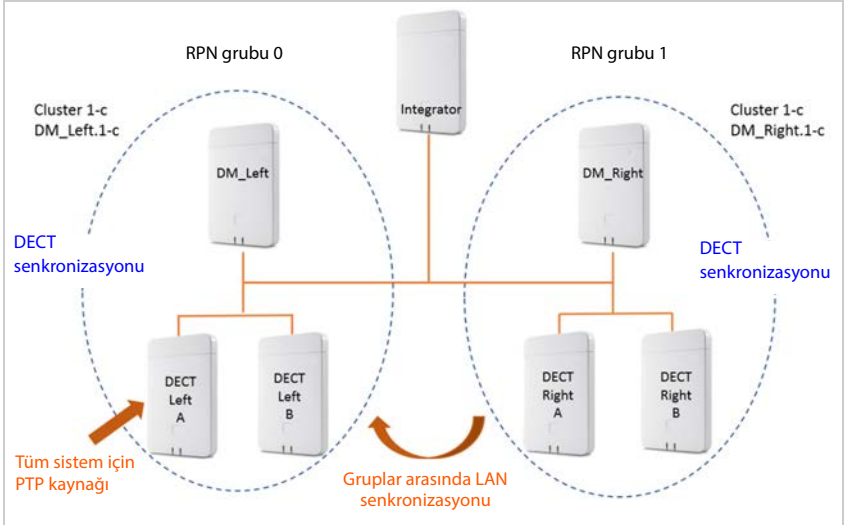 RPN grubu 0
RPN grubu 1
Integrator
Cluster 1-c
DM_Left.1-c
Cluster 1-c
DM_Right.1-c
DM_Left
DM_Right
DECT
senkronizasyonu
DECT
senkronizasyonu
DECT
Left
A
DECT
Left
B
DECT
Right
A
DECT
Right
B
Tüm sistem için
PTP kaynağı
Gruplar arasında LAN
senkronizasyonu